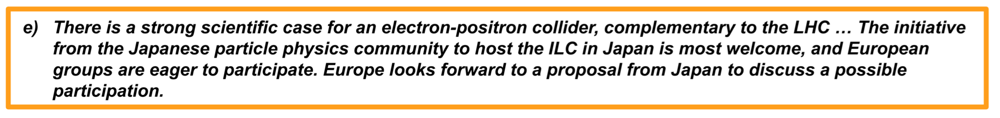 e) There is a strong scientific case for an electron-positron collider, complementary to the LHC … The initiative
from the Japanese particle physics community to host the ILC in Japan is most welcome, and European
groups are eager to participate. Europe looks forward to a proposal from Japan to discuss a possible
participation.